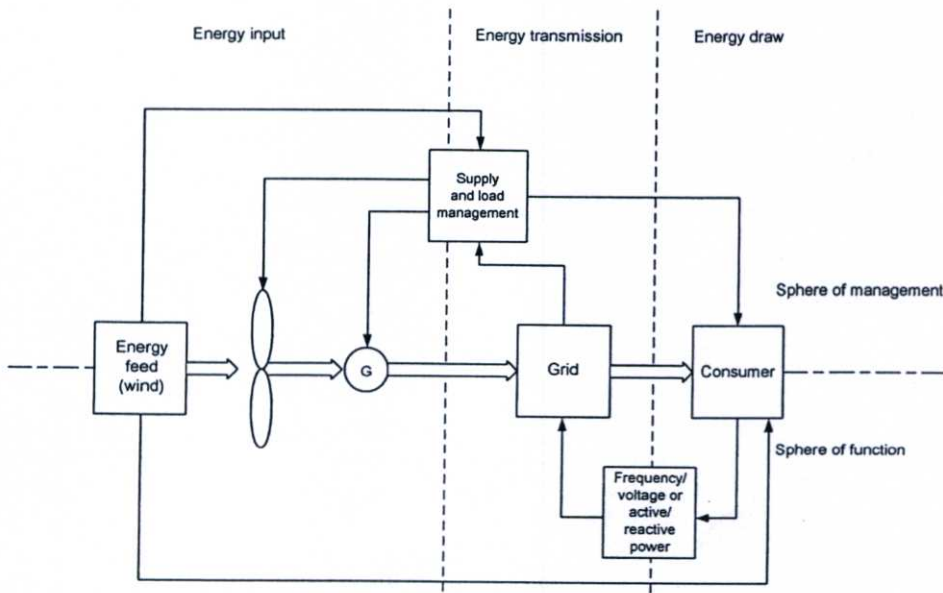 Energy input
Energy transmission
Energy draw
Supply
and load
management
Sphere of management
Energy
feed
(wind)
G
Grid
Consumer
Sphere of function
Frequency/
voltage or
active/
reactive
power